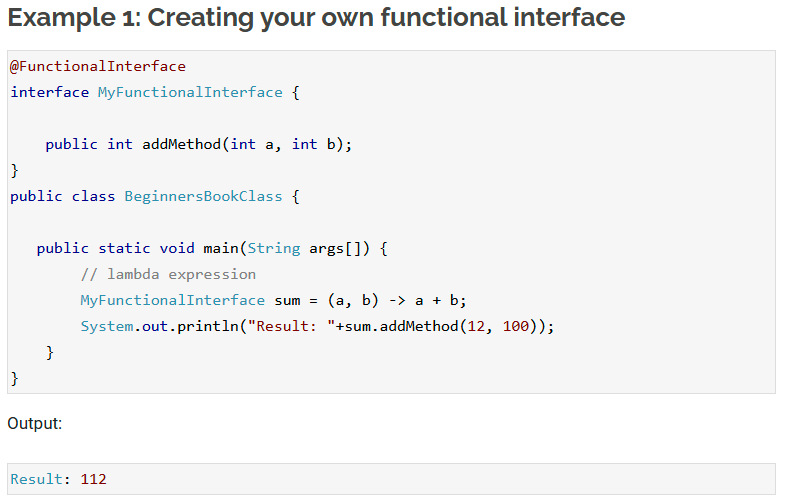 Example 1: Creating your own functional interface
@FunctionalInterface
interface MyFunctionalInterface {
public int addMethod(int a, int b);
}
public class BeginnersBookClass {
public static void main(String args[]) {
// lambda expression
MyFunctionalInterface sum = (a, b) -> a + b;
System.out.println("Result: "+sum.addMethod(12, 100));
}
}
Output:
Result: 112